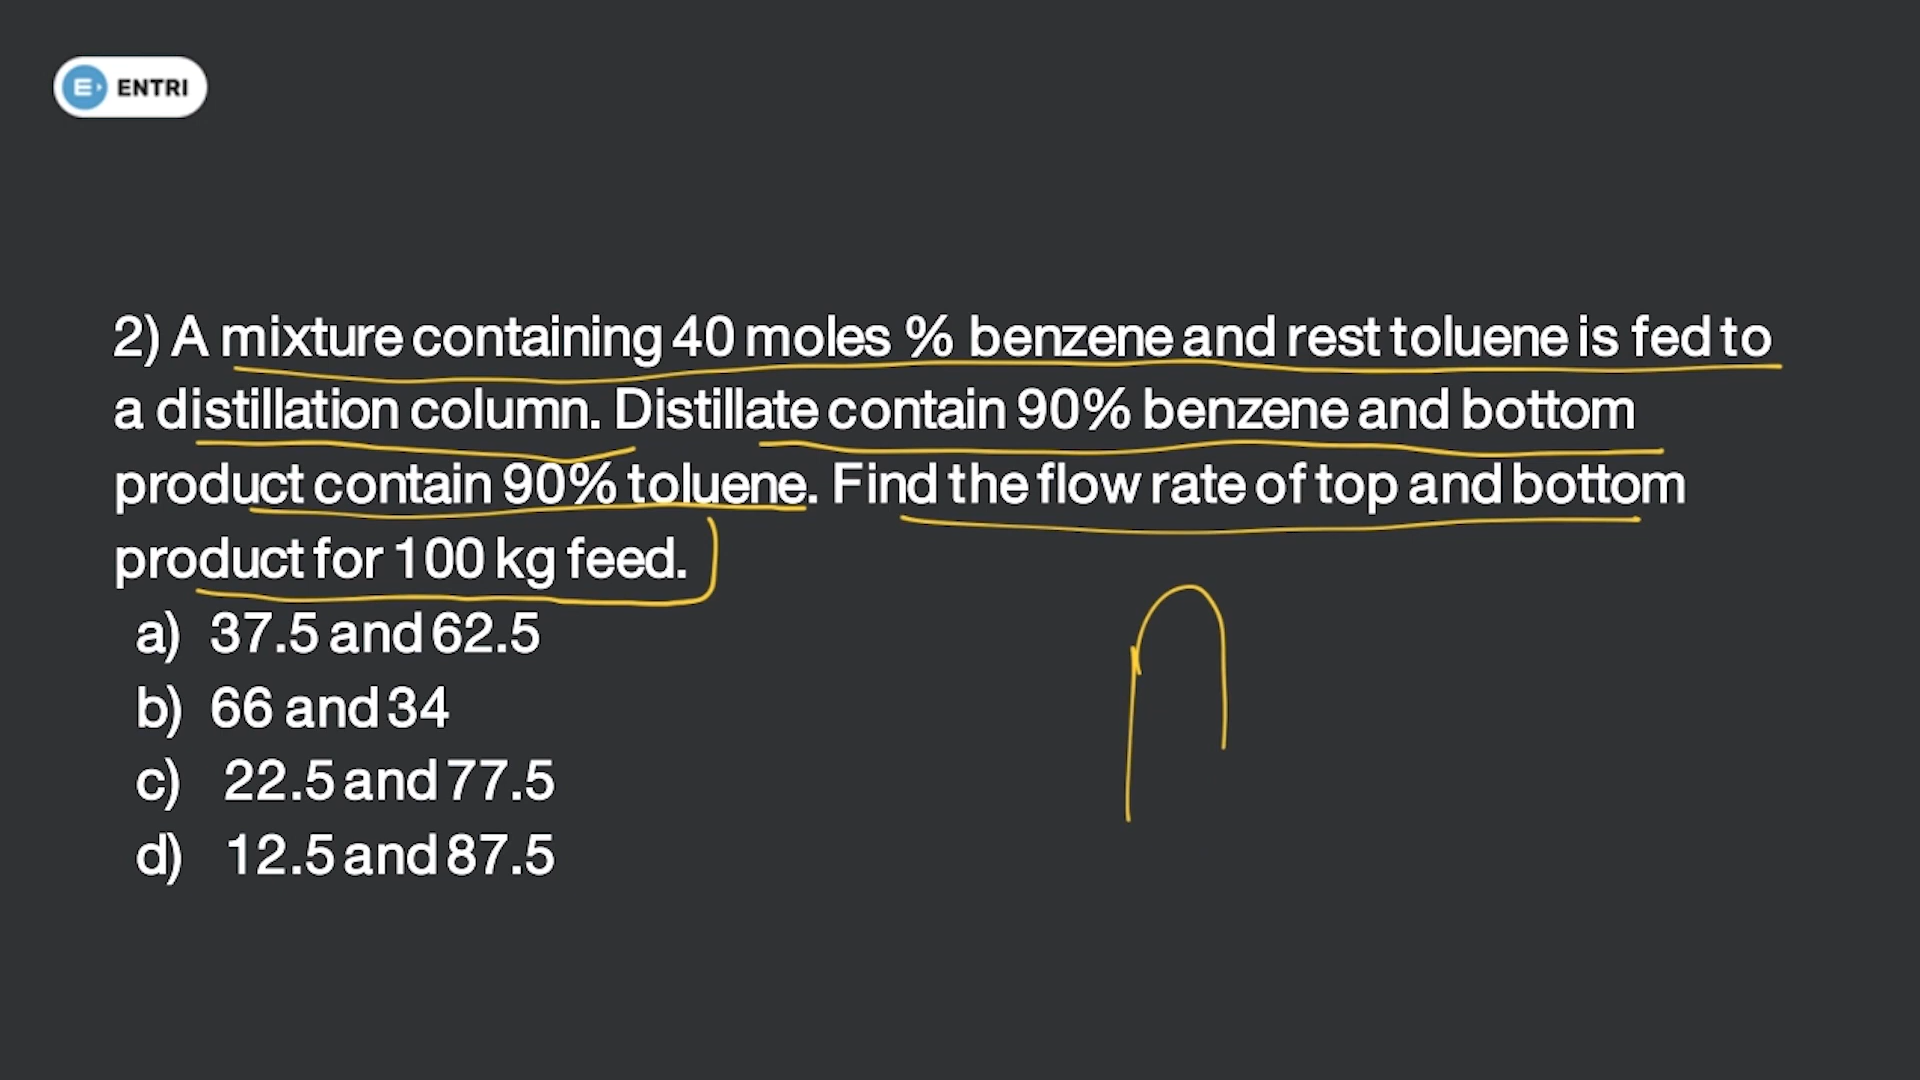 ENTRI
2) A mixture containing 40 moles % benzene and rest toluene is fed to
a distillation column. Distillate contain 90% benzene and bottom
product contain 90% toluene. Find the flow rate of top and bottom
product for 100 kg feed.
a) 37.5 and 62.5
b) 66 and 34
c) 22.5 and 77.5
d) 12.5 and 87.5